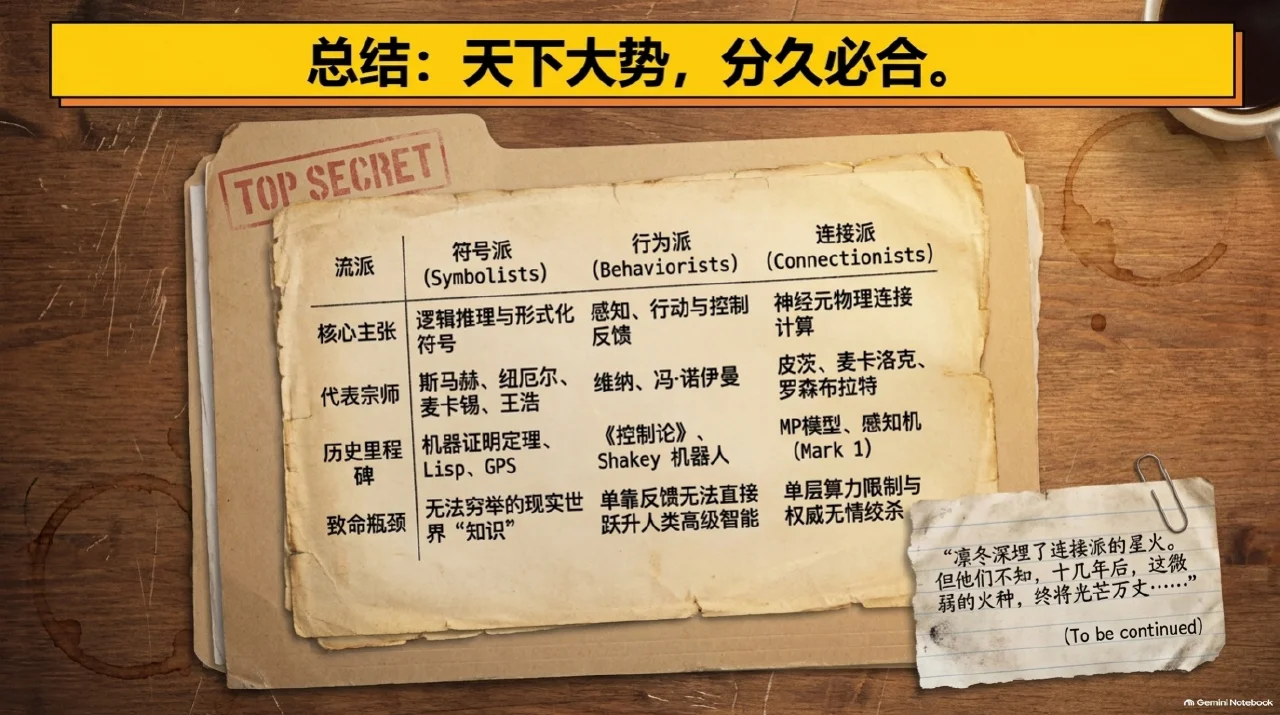 总结：天下大势，分久必合。
TOP SECRET
流派
符号派
(Symbolists)
行为派
(Behaviorists)
连接派
(Connectionists)
核心主张
逻辑推理与形式化
符号
感知、行动与控制
反馈
神经元物理连接
计算
代表宗师
斯马赫、纽厄尔、
麦卡锡、王浩
维纳、冯·诺伊曼
皮茨、麦卡洛克、
罗森布拉特
历史里程
碑
机器证明定理、
Lisp、GPS
《控制论》、
Shakey 机器人
MP模型、感知机
(Mark 1)
致命瓶颈
无法穷举的现实世
界“知识”
单靠反馈无法直接
跃升人类高级智能
单层算力限制与
权威无情绞杀
“凛冬深埋了连接派的星火。
但他们不知，十几年后，这微
弱的火种，终将光芒万丈……”
(To be continued)
Gemini Notebook